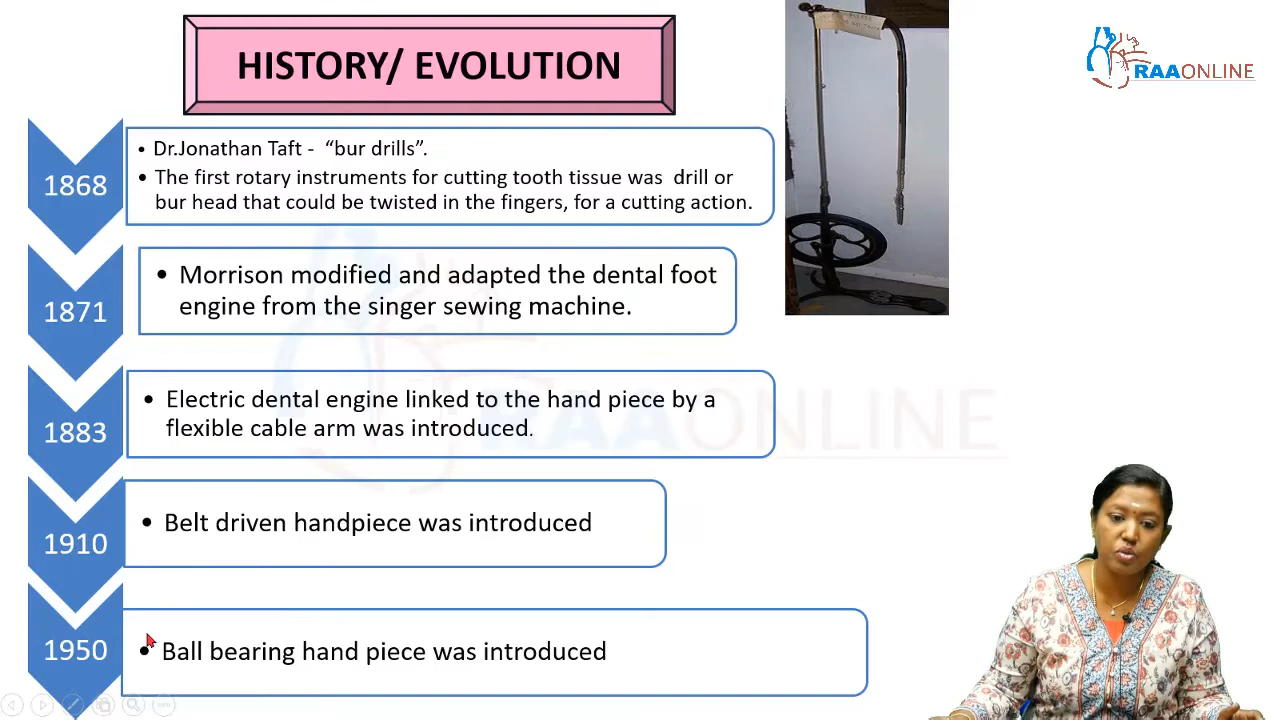 HISTORY/ EVOLUTION
RAAONLINE
1868
• Dr.Jonathan Taft - “bur drills”.
• The first rotary instruments for cutting tooth tissue was drill or
bur head that could be twisted in the fingers, for a cutting action.
1871
• Morrison modified and adapted the dental foot
engine from the singer sewing machine.
1883
• Electric dental engine linked to the hand piece by a
flexible cable arm was introduced.
1910
• Belt driven handpiece was introduced
1950
• Ball bearing hand piece was introduced
RAAONLINE